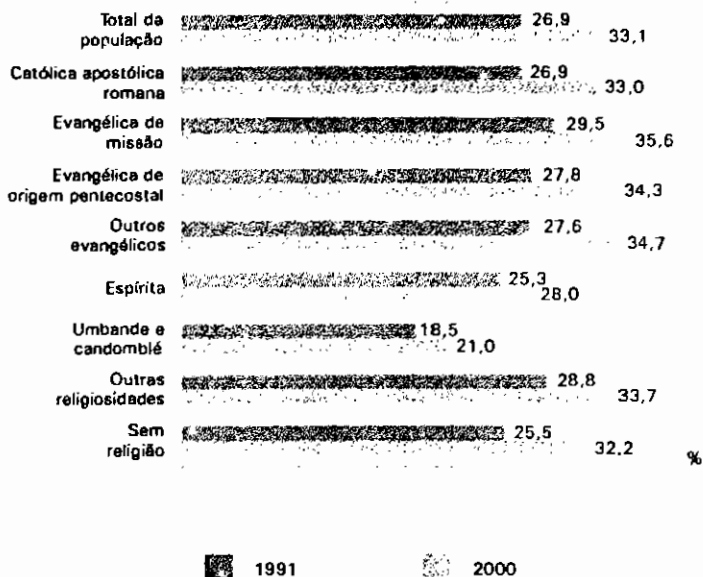 Total da
população
26,9
33,1
Católica apostólica
romana
26,9
33,0
Evangélica de
missão
29,5
35,6
Evangélica de
origem pentecostal
27,8
34,3
Outros
evangélicos
27,6
34,7
Espírita
25,3
28,0
Umbanda e
candomblé
18,5
21,0
Outras
religiosidades
28,8
33,7
Sem
religião
25,5
32,2
%
1991
2000